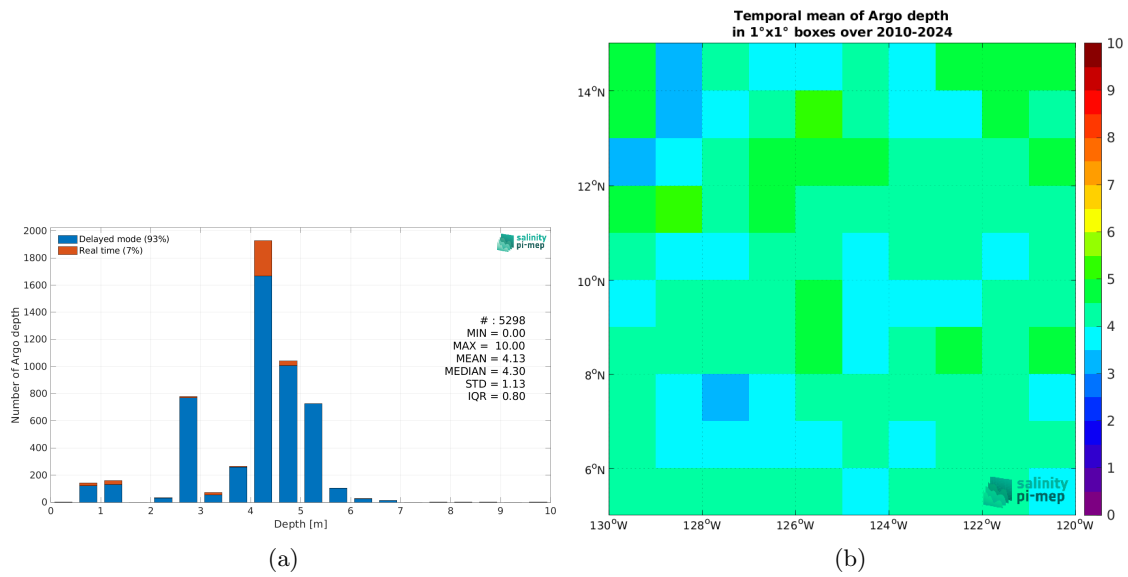 Delayed mode (93%)
Real time (7%)
salinity
pi-mep
Number of Argo depth
2000
1800
1600
1400
1200
1000
800
600
400
200
0
# : 5298
MIN = 0.00
MAX = 10.00
MEAN = 4.13
MEDIAN = 4.30
STD = 1.13
IQR = 0.80
0 1 2 3 4 5 6 7 8 9 10
Depth [m]
(a)
Temporal mean of Argo depth
in 1°x1° boxes over 2010-2024
14°N
12°N
10°N
8°N
6°N
130°W 128°W 126°W 124°W 122°W 120°W
salinity
pi-mep
10
9
8
7
6
5
4
3
2
1
0
(b)